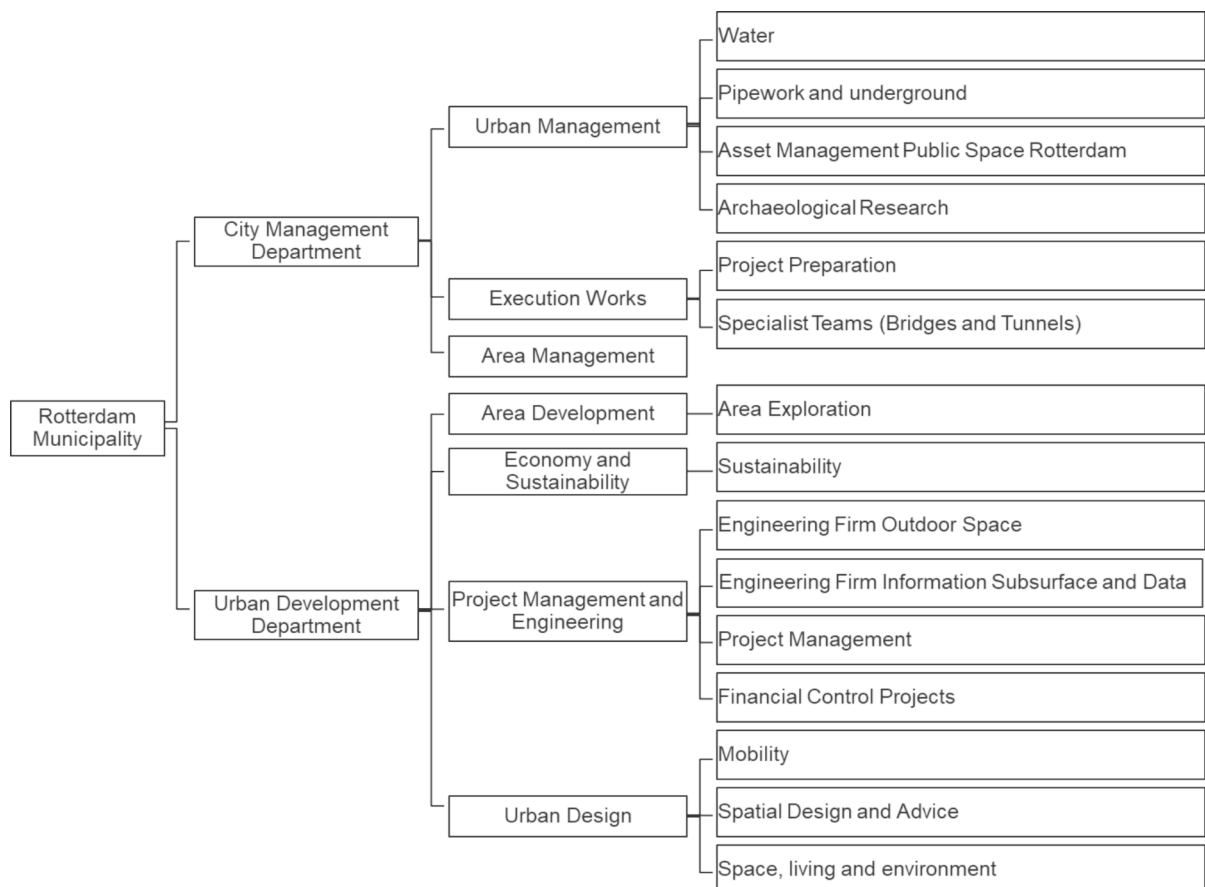 Water
Pipework and underground
Urban Management
Asset Management Public Space Rotterdam
Archaeological Research
City Management
Department
Project Preparation
Execution Works
Specialist Teams (Bridges and Tunnels)
Area Management
Rotterdam
Municipality
Area Development
Area Exploration
Economy and
Sustainability
Sustainability
Engineering Firm Outdoor Space
Engineering Firm Information Subsurface and Data
Urban Development
Department
Project Management and
Engineering
Project Management
Financial Control Projects
Mobility
Urban Design
Spatial Design and Advice
Space, living and environment